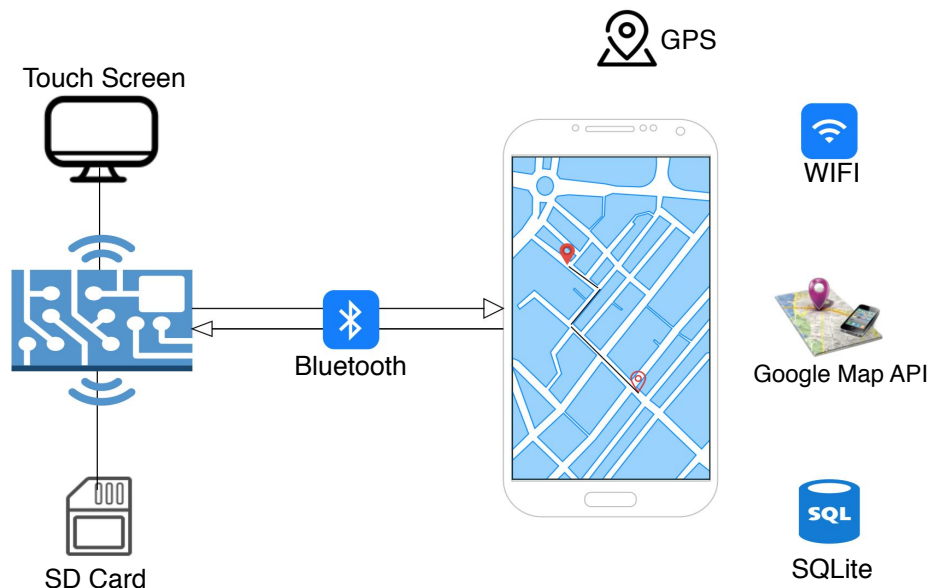 GPS
Touch Screen
WIFI
Bluetooth
Google Map API
SQL
SQLite
SD Card